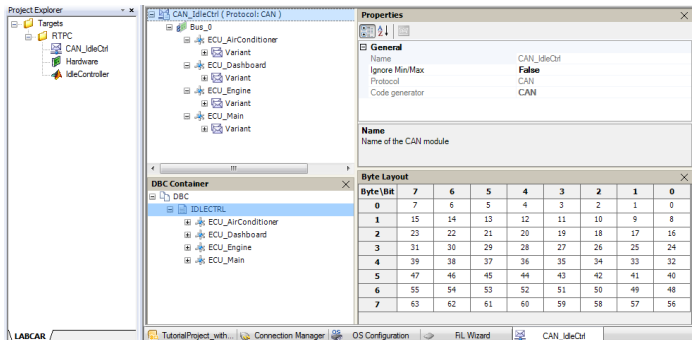 Project Explorer
Targets
RTPC
CAN_IdleCtrl
Hardware
IdleController
LABCAR
CAN_IdleCtrl ( Protocol: CAN )
Bus_0
ECU_AirConditioner
Variant
ECU_Dashboard
Variant
ECU_Engine
Variant
ECU_Main
Variant
DBC Container
DBC
IDLECTRL
ECU_AirConditioner
ECU_Dashboard
ECU_Engine
ECU_Main
Properties
General
Name CAN_IdleCtrl
Ignore Min/Max False
Protocol CAN
Code generator CAN
Name
Name of the CAN module
Byte Layout
Byte\Bit 7 6 5 4 3 2 1 0
0 7 6 5 4 3 2 1 0
1 15 14 13 12 11 10 9 8
2 23 22 21 20 19 18 17 16
3 31 30 29 28 27 26 25 24
4 39 38 37 36 35 34 33 32
5 47 46 45 44 43 42 41 40
6 55 54 53 52 51 50 49 48
7 63 62 61 60 59 58 57 56
TutorialProject_with... Connection Manager OS Configuration FiL Wizard CAN_IdleCtrl